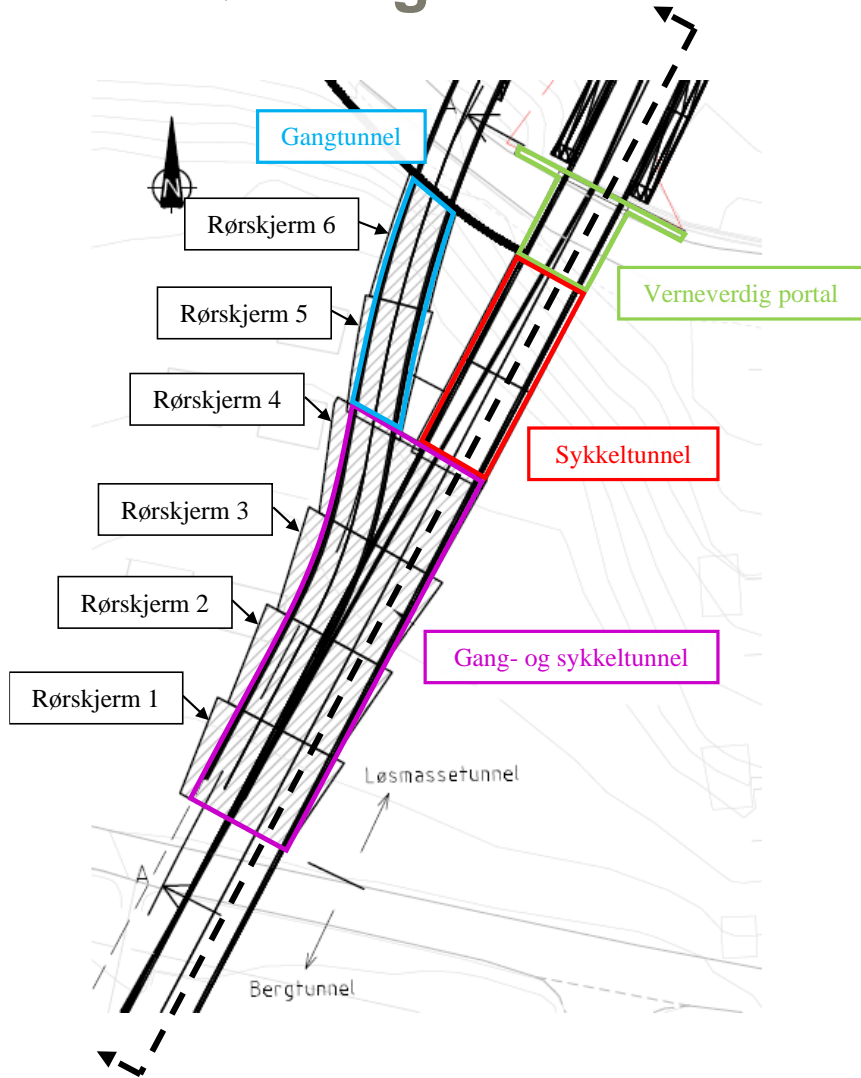 Gangtunnel
N
Rørskjerm 6
Rørskjerm 5
Verneverdig portal
Rørskjerm 4
Sykkeltunnel
Rørskjerm 3
Rørskjerm 2
Gang- og sykkeltunnel
Rørskjerm 1
Løsmassetunnel
A
Bergtunnel